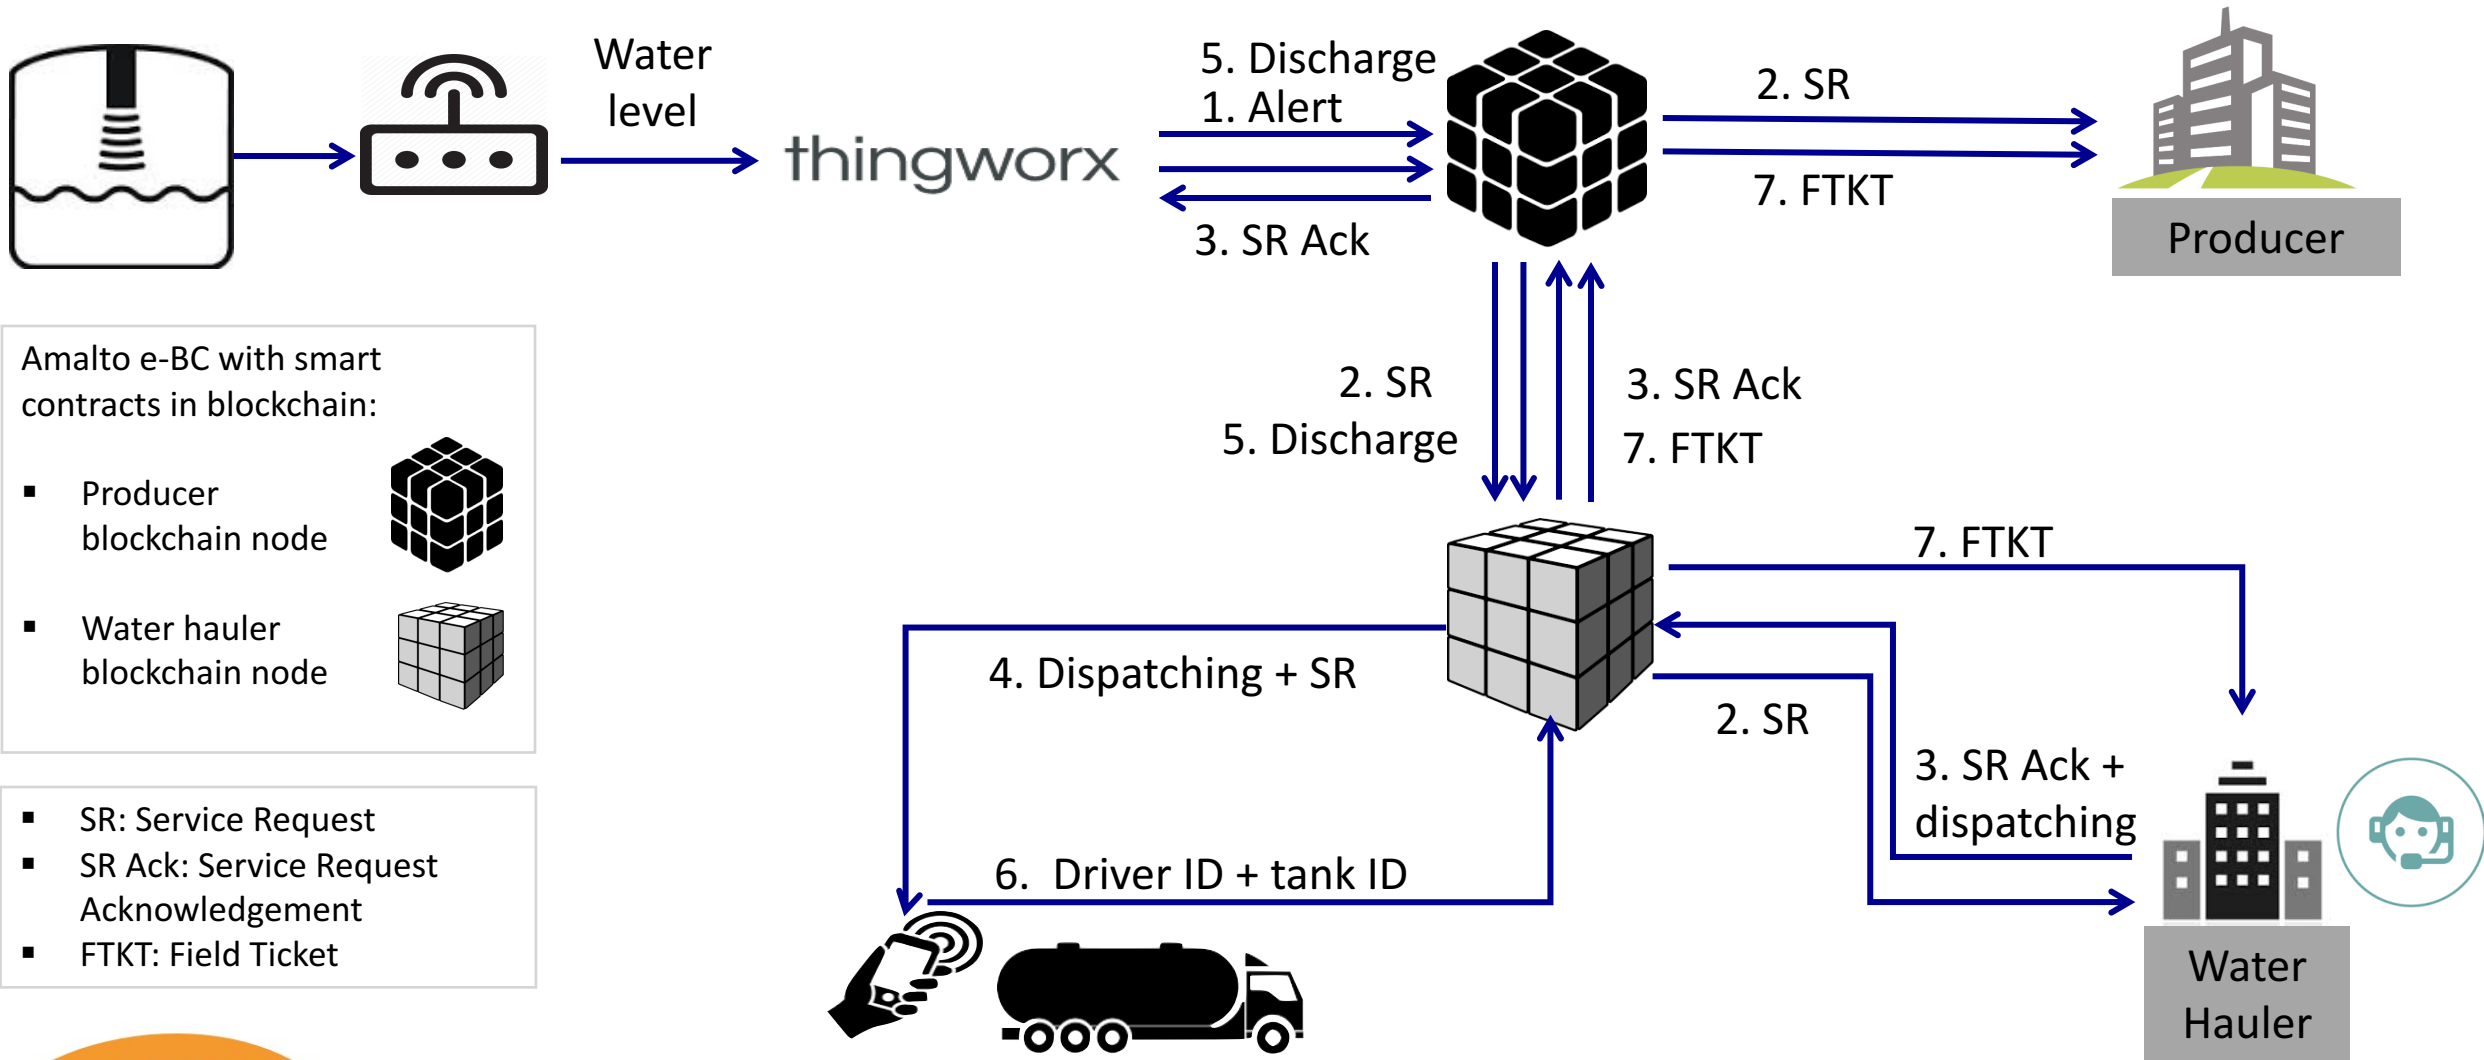 Water
level
thingworx
5. Discharge
1. Alert
3. SR Ack
2. SR
7. FTKT
Producer
Amalto e-BC with smart
contracts in blockchain:
▪ Producer
blockchain node
▪ Water hauler
blockchain node
2. SR
5. Discharge
3. SR Ack
7. FTKT
7. FTKT
4. Dispatching + SR
2. SR
3. SR Ack +
dispatching
6. Driver ID + tank ID
Water
Hauler
▪ SR: Service Request
▪ SR Ack: Service Request
Acknowledgement
▪ FTKT: Field Ticket